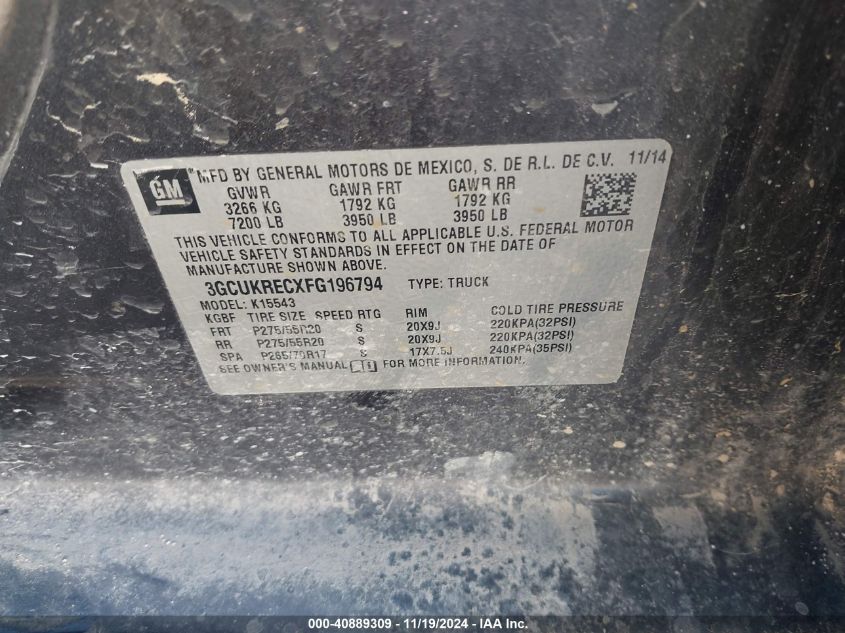 GM
MFD BY GENERAL MOTORS DE MEXICO, S. DE R.L. DE C.V. 11/14
GVWR GAWR FRT GAWR RR
3266 KG 1792 KG 1792 KG
7200 LB 3950 LB 3950 LB
THIS VEHICLE CONFORMS TO ALL APPLICABLE U.S. FEDERAL MOTOR
VEHICLE SAFETY STANDARDS IN EFFECT ON THE DATE OF
MANUFACTURE SHOWN ABOVE.
3GCUKRECXFG196794 TYPE: TRUCK
MODEL: K15543
KGBF TIRE SIZE SPEED RTG RIM COLD TIRE PRESSURE
FRT P275/55R20 S 20X9J 220KPA(32PSI)
RR P275/55R20 S 20X9J 220KPA(32PSI)
SPA P265/70R17 S 17X7.5J 240KPA(35PSI)
SEE OWNER'S MANUAL FOR MORE INFORMATION.
000-40889309 - 11/19/2024 - IAA Inc.